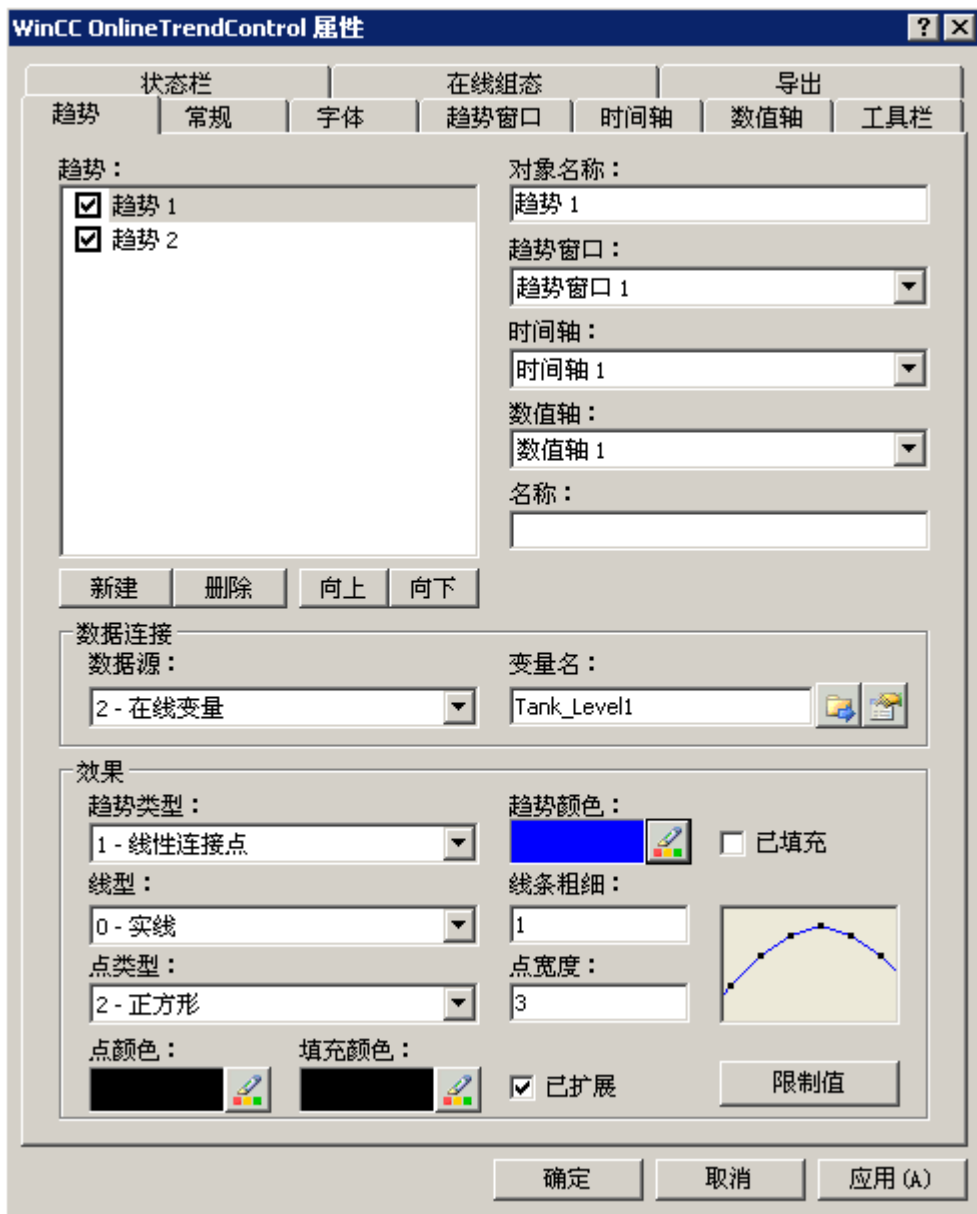 WinCC OnlineTrendControl 属性
状态栏
在线组态
导出
趋势
常规
字体
趋势窗口
时间轴
数值轴
工具栏
趋势：
趋势 1
趋势 2
对象名称：
趋势 1
趋势窗口：
趋势窗口 1
时间轴：
时间轴 1
数值轴：
数值轴 1
名称：
新建
删除
向上
向下
数据连接
数据源：
2 - 在线变量
变量名：
Tank_Level1
效果
趋势类型：
1 - 线性连接点
趋势颜色：
已填充
线型：
0 - 实线
线条粗细：
1
点类型：
2 - 正方形
点宽度：
3
点颜色：
填充颜色：
已扩展
限制值
确定
取消
应用(A)